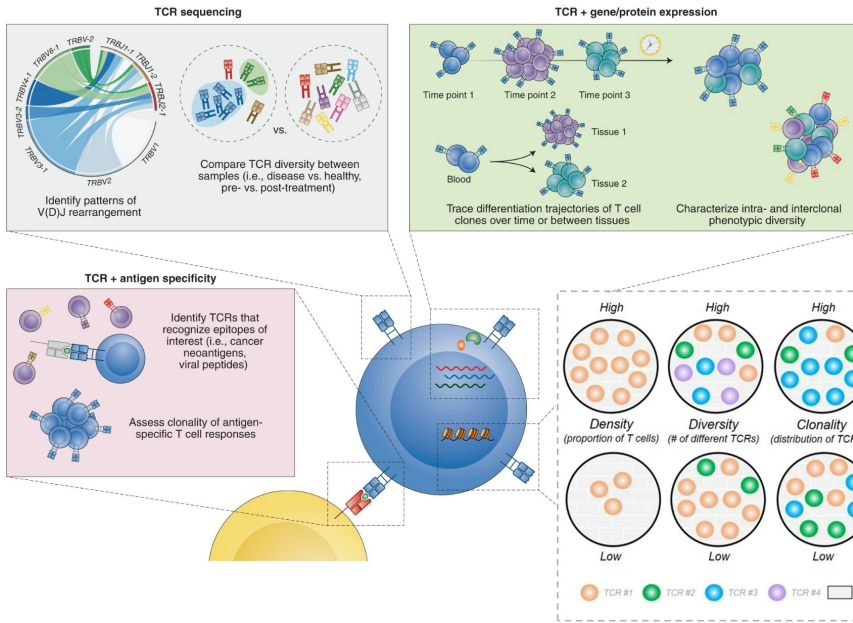 TCR sequencing
TRBV6-1
TRBV-2
TRBJ1-1
TRBJ1-2
TRBJ2-1
TRBV4-1
TRBV3-2
TRBV3-1
TRBV2
TRBV1
Identify patterns of
V(D)J rearrangement
vs.
Compare TCR diversity between
samples (i.e., disease vs. healthy,
pre- vs. post-treatment)
TCR + gene/protein expression
Time point 1
Time point 2
Time point 3
Tissue 1
Blood
Tissue 2
Trace differentiation trajectories of T cell
clones over time or between tissues
Characterize intra- and interclonal
phenotypic diversity
TCR + antigen specificity
Identify TCRs that
recognize epitopes of
interest (i.e., cancer
neoantigens,
viral peptides)
Assess clonality of antigen-
specific T cell responses
High
High
High
Density
(proportion of T cells)
Diversity
(# of different TCRs)
Clonality
(distribution of TCR
Low
Low
Low
TCR #1
TCR #2
TCR #3
TCR #4